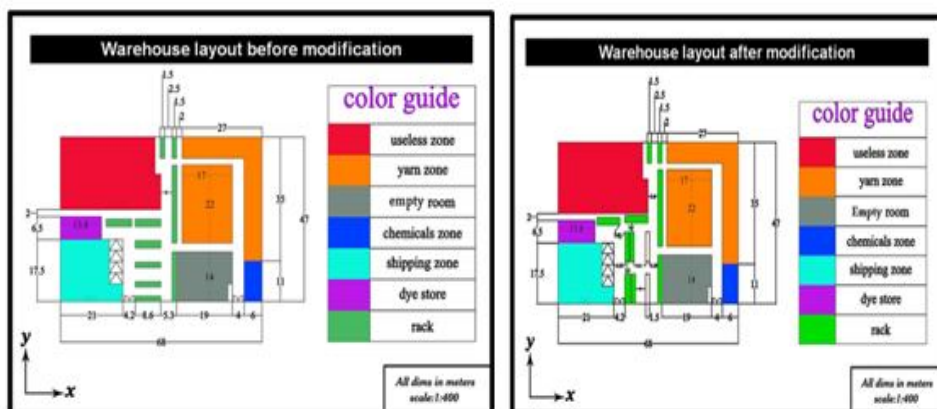 Warehouse layout before modification
1.5
2.5
1.5
2
27
17
22
35
47
2
6.5
17.5
14
11
21
4.2
8.6
5.3
19
4
6
68
y
x
color guide
useless zone
yarn zone
empty room
chemicals zone
shipping zone
dye store
rack
All dims in meters
scale:1:400
Warehouse layout after modification
1.5
2.5
1.5
2
27
17
22
35
47
2
6.5
17.5
14
11
21
4.2
1.5
19
4
6
68
y
x
color guide
useless zone
yarn zone
Empty room
chemicals zone
shipping zone
dye store
rack
All dims in meters
scale:1:400